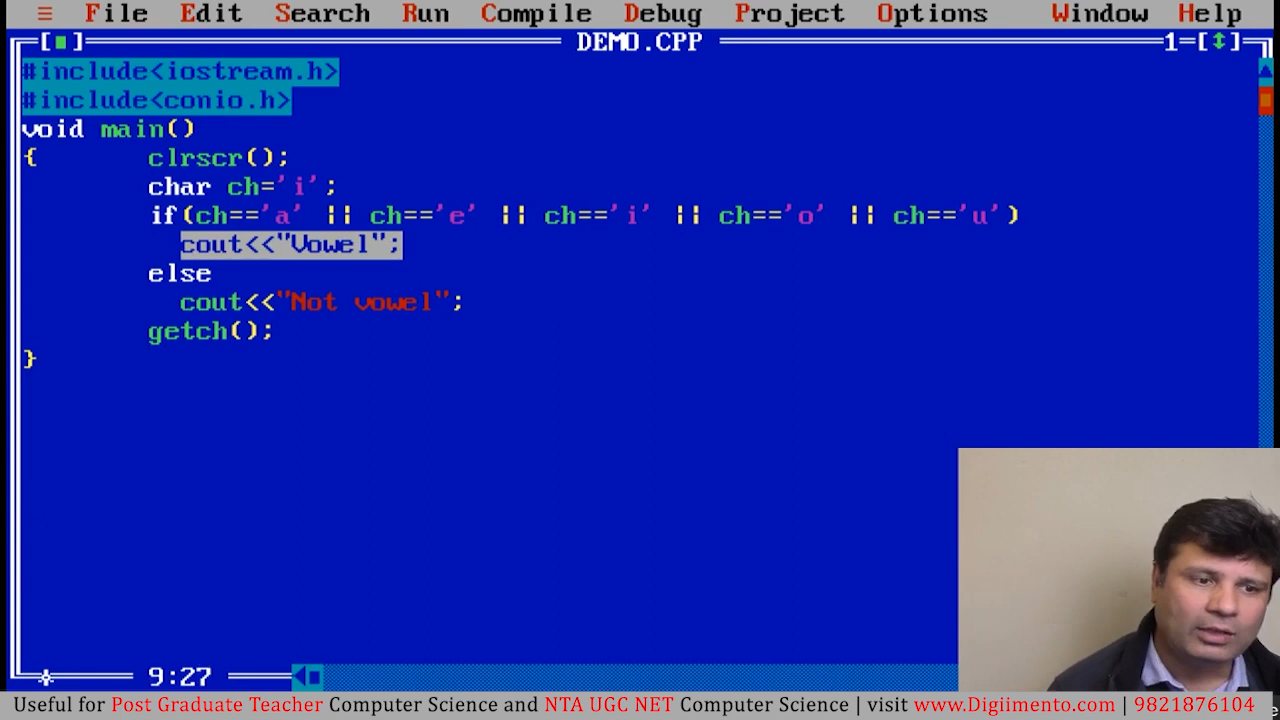 ≡ File Edit Search Run Compile Debug Project Options Window Help
[■] DEMO.CPP 1=[↕]
#include<iostream.h>
#include<conio.h>
void main()
{ clrscr();
char ch='i';
if(ch=='a' || ch=='e' || ch=='i' || ch=='o' || ch=='u')
cout<<"Vowel";
else
cout<<"Not vowel";
getch();
}
9:27
Useful for Post Graduate Teacher Computer Science and NTA UGC NET Computer Science | visit www.Digiimento.com | 9821876104